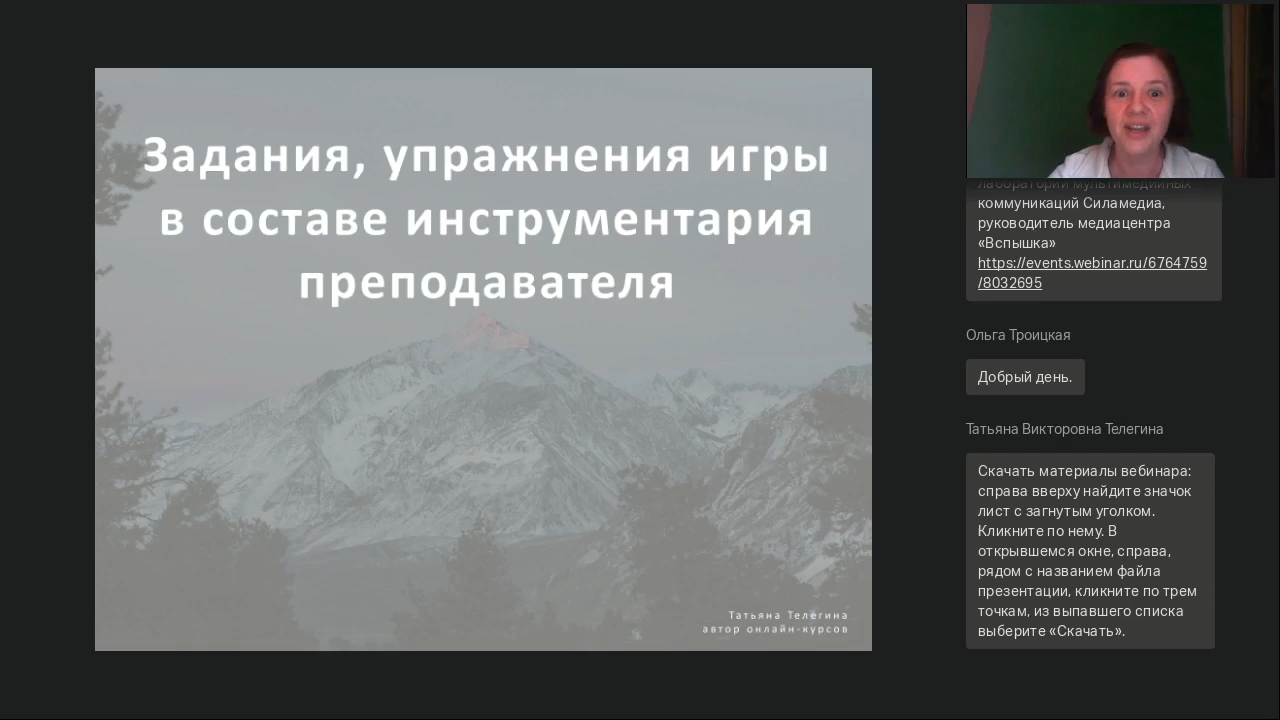 Задания, упражнения игры
в составе инструментария
преподавателя
Татьяна Телегина
автор онлайн-курсов
лаборатории мультимедийных
коммуникаций Силамедиа,
руководитель медиацентра
«Вспышка»
https://events.webinar.ru/6764759
/8032695
Ольга Троицкая
Добрый день.
Татьяна Викторовна Телегина
Скачать материалы вебинара:
справа вверху найдите значок
лист с загнутым уголком.
Кликните по нему. В
открывшемся окне, справа,
рядом с названием файла
презентации, кликните по трем
точкам, из выпавшего списка
выберите «Скачать».